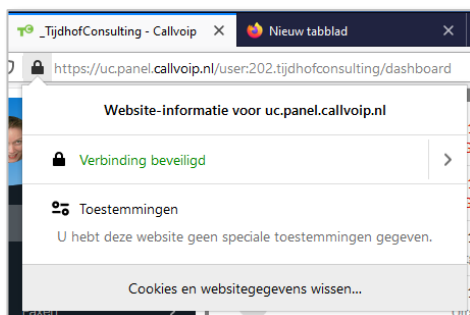 _TijdhofConsulting - Callvoip
Nieuw tabblad
https://uc.panel.callvoip.nl/user:202.tijdhofconsulting/dashboard
Website-informatie voor uc.panel.callvoip.nl
Verbinding beveiligd
Toestemmingen
U hebt deze website geen speciale toestemmingen gegeven.
Cookies en websitegegevens wissen...